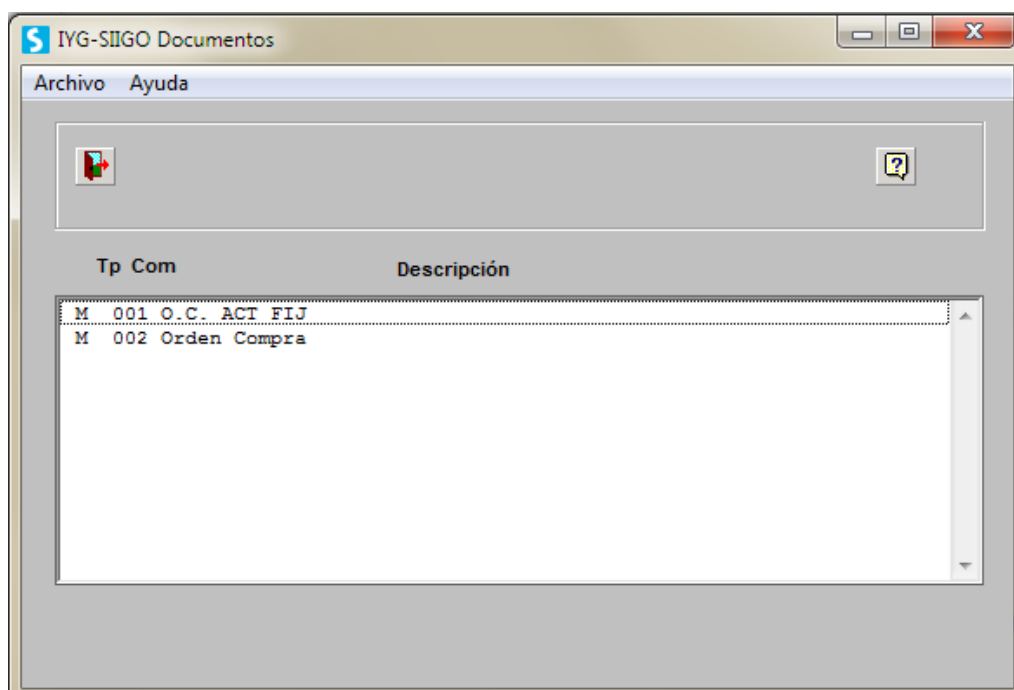 IYG-SIIGO Documentos
Archivo Ayuda
Tp Com Descripción
M 001 O.C. ACT FIJ
M 002 Orden Compra